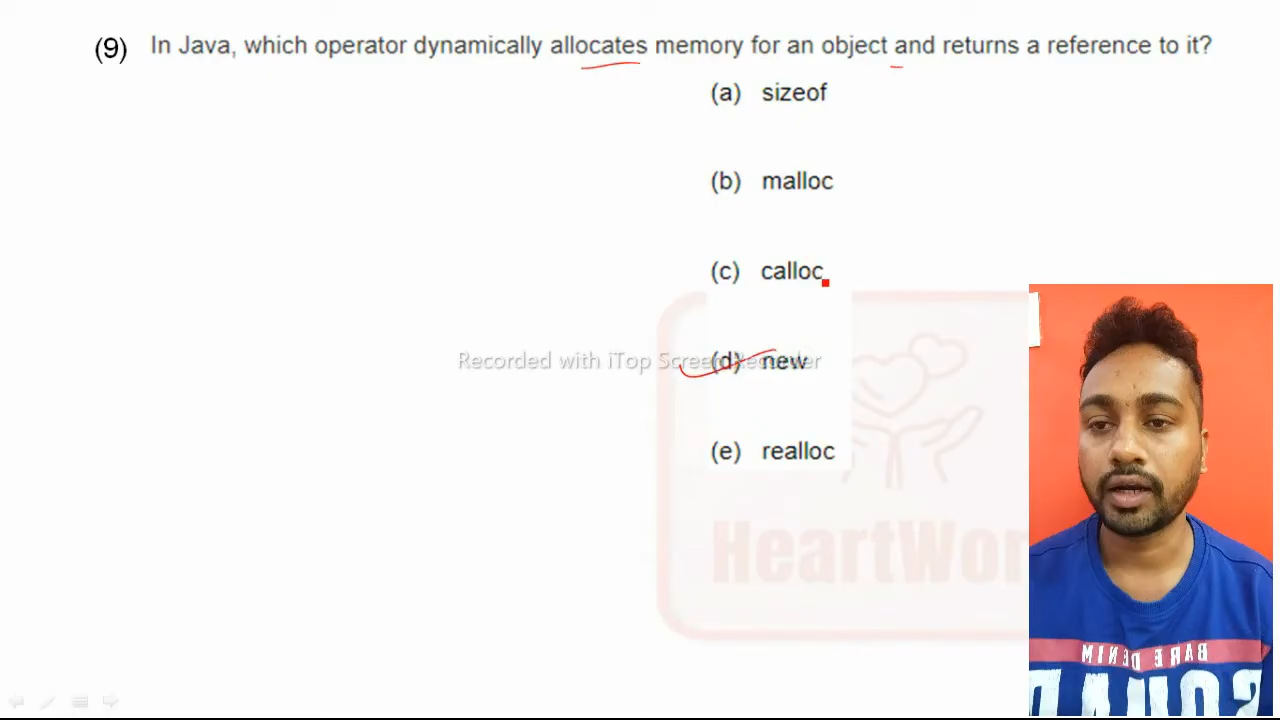 (9) In Java, which operator dynamically allocates memory for an object and returns a reference to it?
(a) sizeof
(b) malloc
(c) calloc
Recorded with iTop Screen Recorder
(d) new
(e) realloc
HeartWor
BARE DENIM